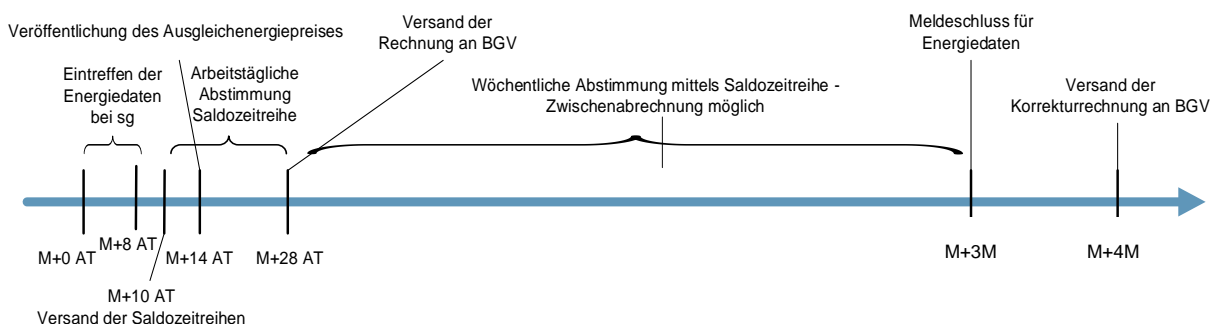 Versand der
Rechnung an BGV
Veröffentlichung des Ausgleichenergiepreises
Meldeschluss für
Energiedaten
Eintreffen der
Energiedaten
bei sg
Arbeitstägliche
Abstimmung
Saldozeitreihe
Wöchentliche Abstimmung mittels Saldozeitreihe -
Zwischenabrechnung möglich
Versand der
Korrekturrechnung an BGV
M+0 AT
M+8 AT
M+14 AT
M+28 AT
M+3M
M+4M
M+10 AT
Versand der Saldozeitreihen